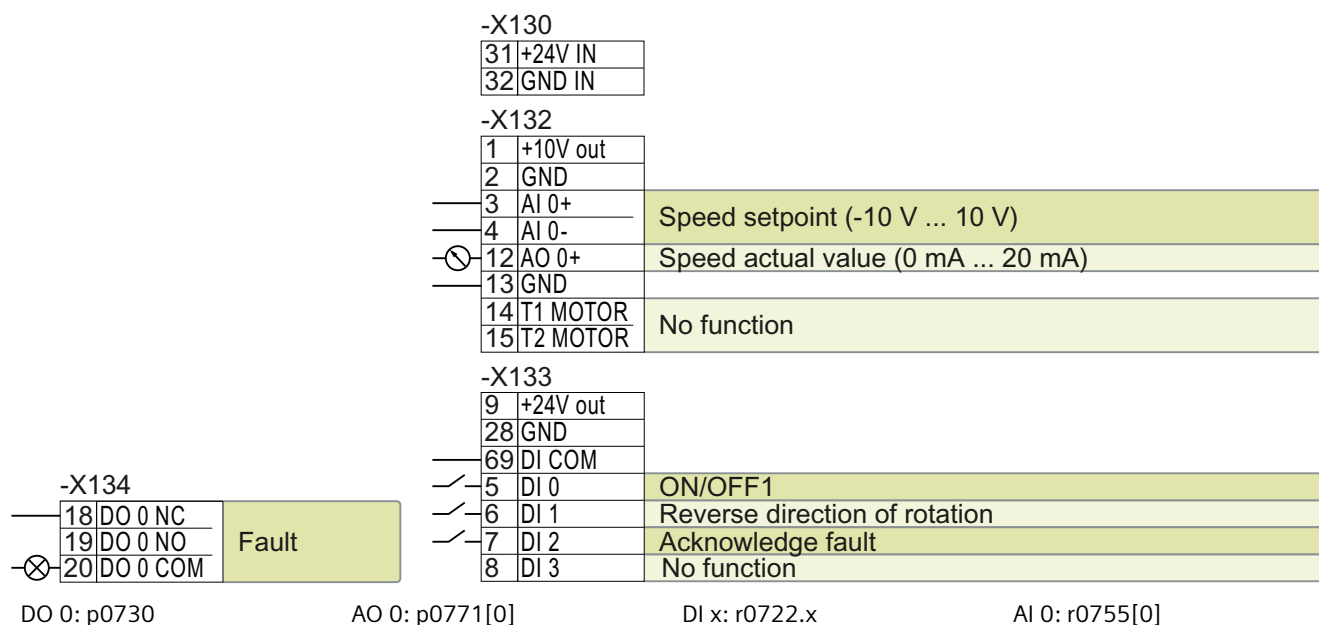 -X130
31 +24V IN
32 GND IN
-X132
1 +10V out
2 GND
3 AI 0+
4 AI 0-
Speed setpoint (-10 V ... 10 V)
12 AO 0+ Speed actual value (0 mA ... 20 mA)
13 GND
14 T1 MOTOR
15 T2 MOTOR
No function
-X133
9 +24V out
28 GND
69 DI COM
5 DI 0 ON/OFF1
6 DI 1 Reverse direction of rotation
7 DI 2 Acknowledge fault
8 DI 3 No function
-X134
18 DO 0 NC
19 DO 0 NO
20 DO 0 COM
Fault
DO 0: p0730 AO 0: p0771[0] DI x: r0722.x AI 0: r0755[0]